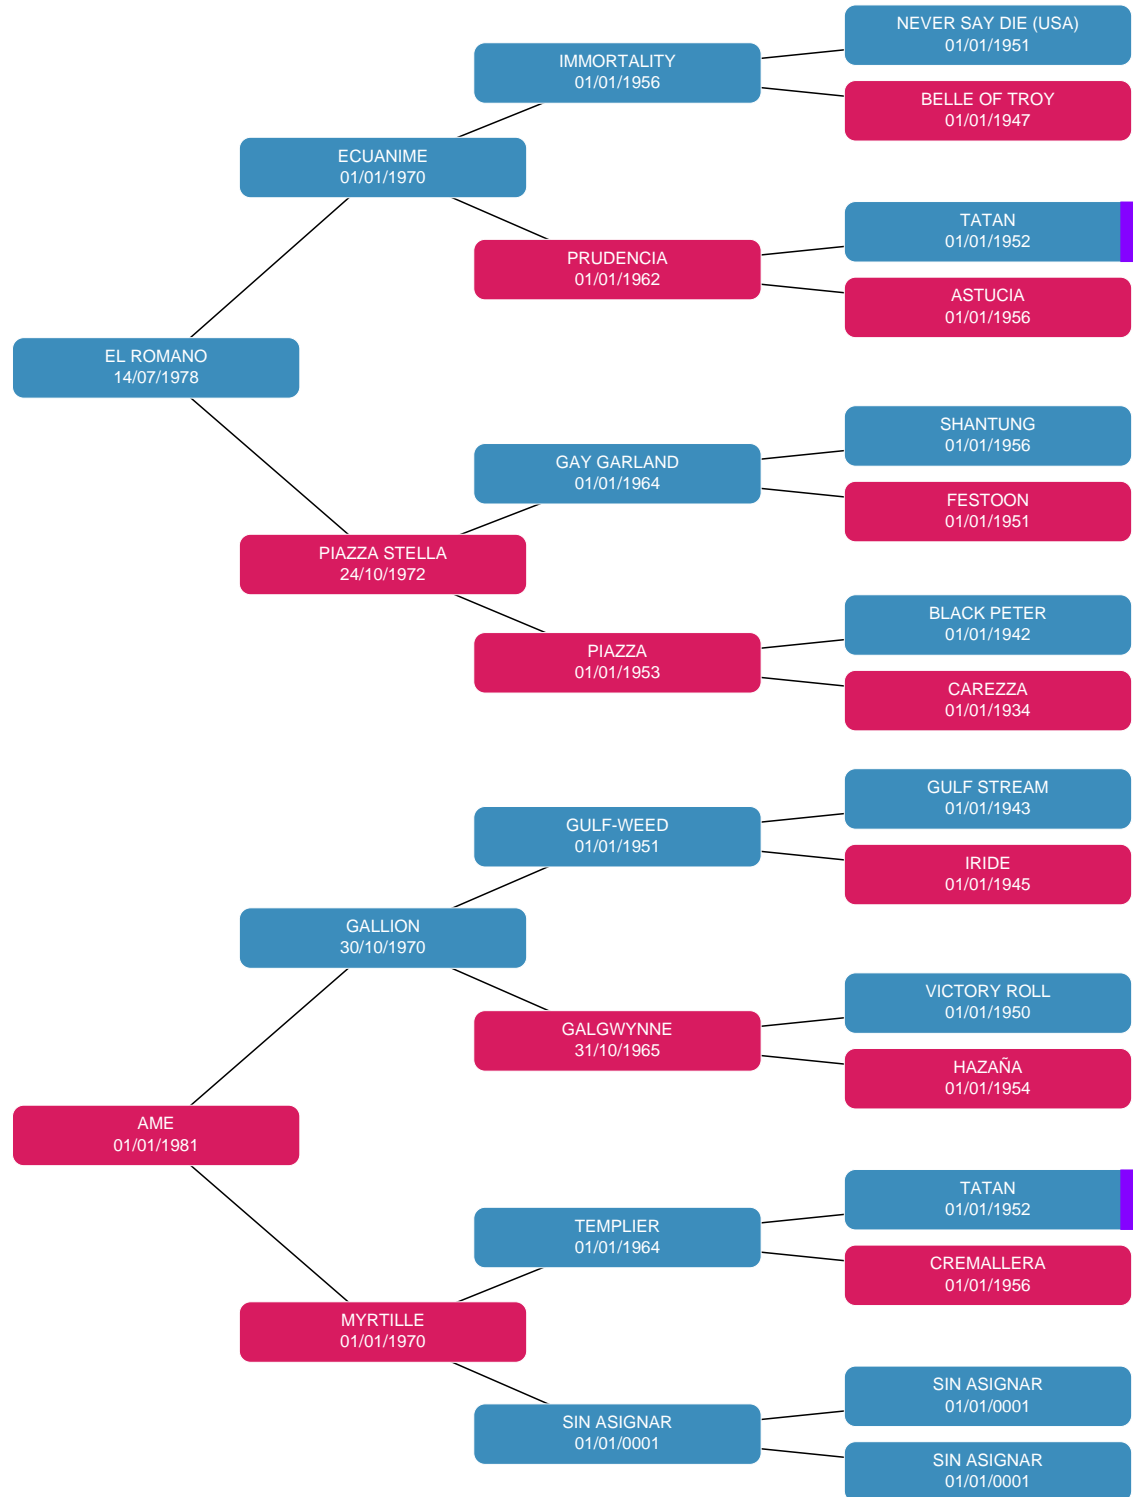 NEVER SAY DIE (USA)
01/01/1951
IMMORTALITY
01/01/1956
BELLE OF TROY
01/01/1947
ECUANIME
01/01/1970
TATAN
01/01/1952
PRUDENCIA
01/01/1962
ASTUCIA
01/01/1956
EL ROMANO
14/07/1978
SHANTUNG
01/01/1956
GAY GARLAND
01/01/1964
FESTOON
01/01/1951
PIAZZA STELLA
24/10/1972
BLACK PETER
01/01/1942
PIAZZA
01/01/1953
CAREZZA
01/01/1934
GULF STREAM
01/01/1943
GULF-WEED
01/01/1951
IRIDE
01/01/1945
GALLION
30/10/1970
VICTORY ROLL
01/01/1950
GALGWYNNE
31/10/1965
HAZAÑA
01/01/1954
AME
01/01/1981
TATAN
01/01/1952
TEMPLIER
01/01/1964
CREMALLERA
01/01/1956
MYRTILLE
01/01/1970
SIN ASIGNAR
01/01/0001
SIN ASIGNAR
01/01/0001
SIN ASIGNAR
01/01/0001